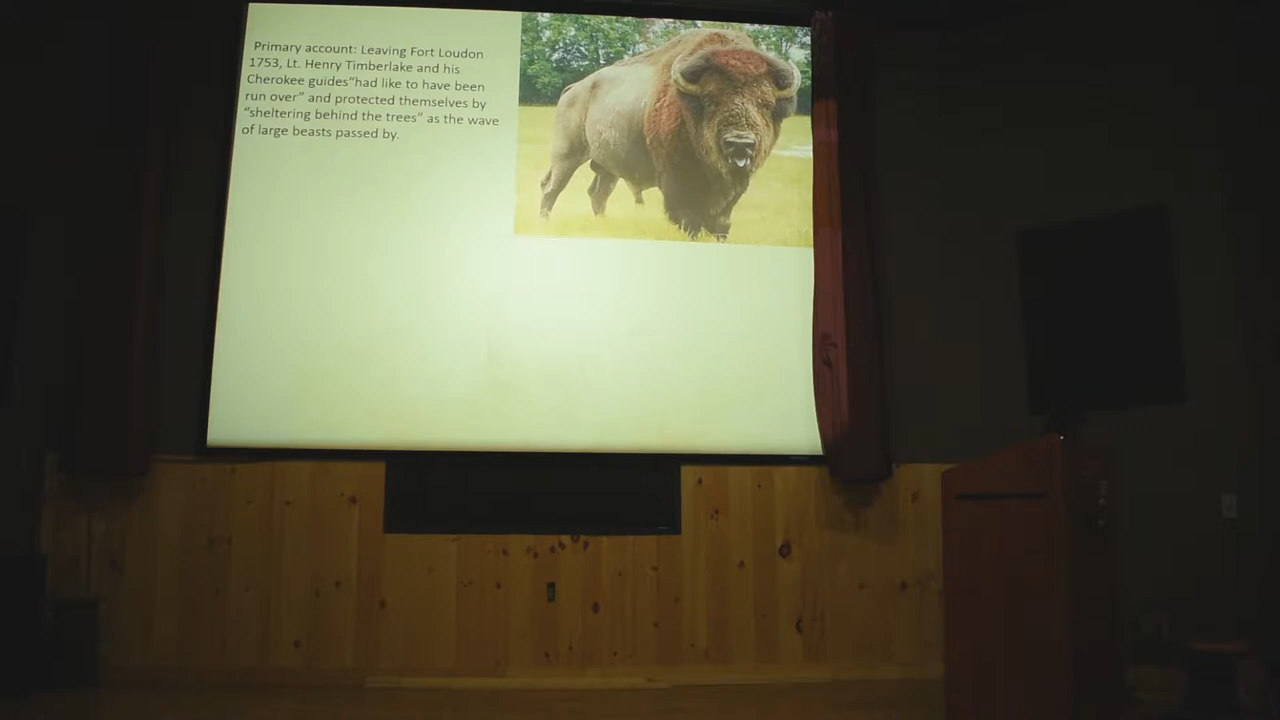 Primary account: Leaving Fort Loudon
1753, Lt. Henry Timberlake and his
Cherokee guides“had like to have been
run over” and protected themselves by
“sheltering behind the trees” as the wave
of large beasts passed by.